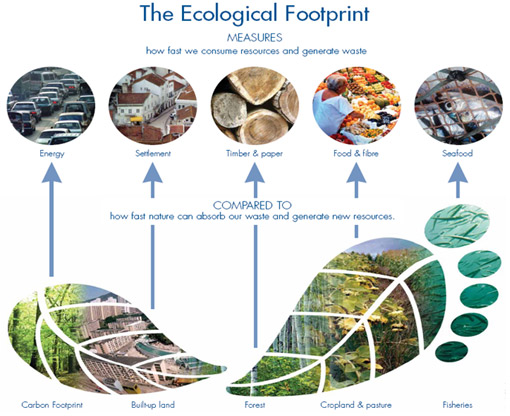 The Ecological Footprint
MEASURES
how fast we consume resources and generate waste
Energy
Settlement
Timber & paper
Food & fibre
Seafood
COMPARED TO
how fast nature can absorb our waste and generate new resources.
Carbon Footprint
Built-up land
Forest
Cropland & pasture
Fisheries